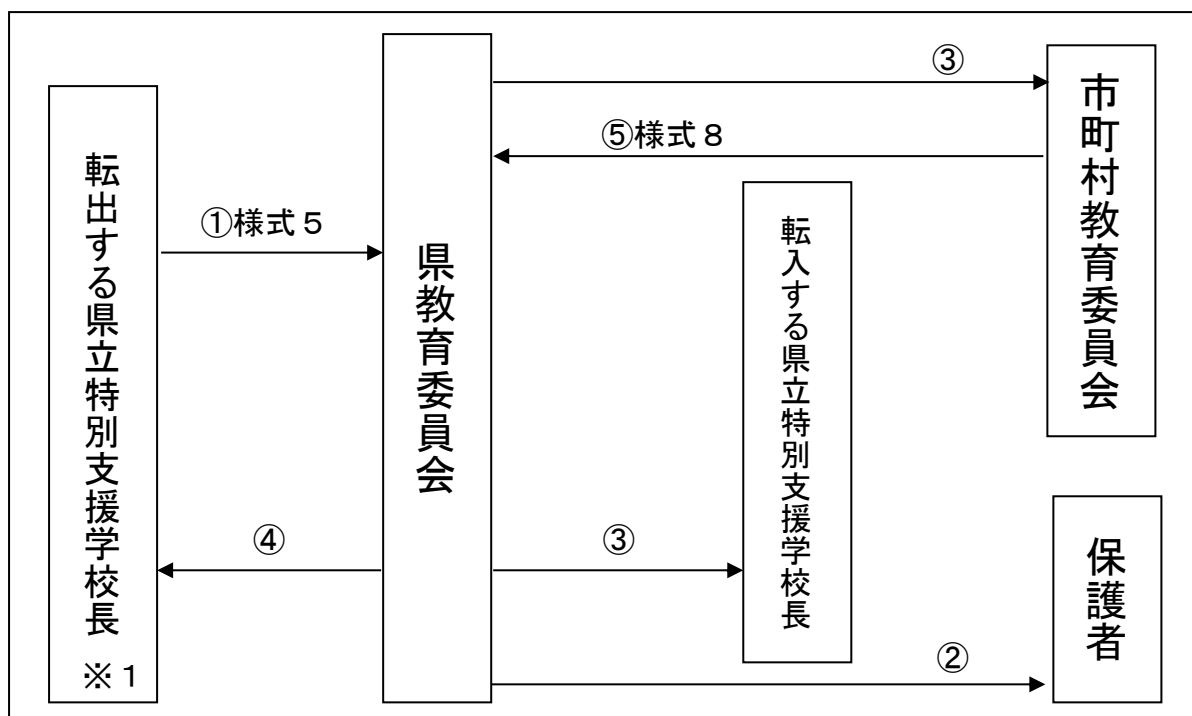 転出する県立特別支援学校長
※１
①様式５
県教育委員会
③
⑤様式８
市町村教育委員会
転入する県立特別支援学校長
④
③
②
保護者